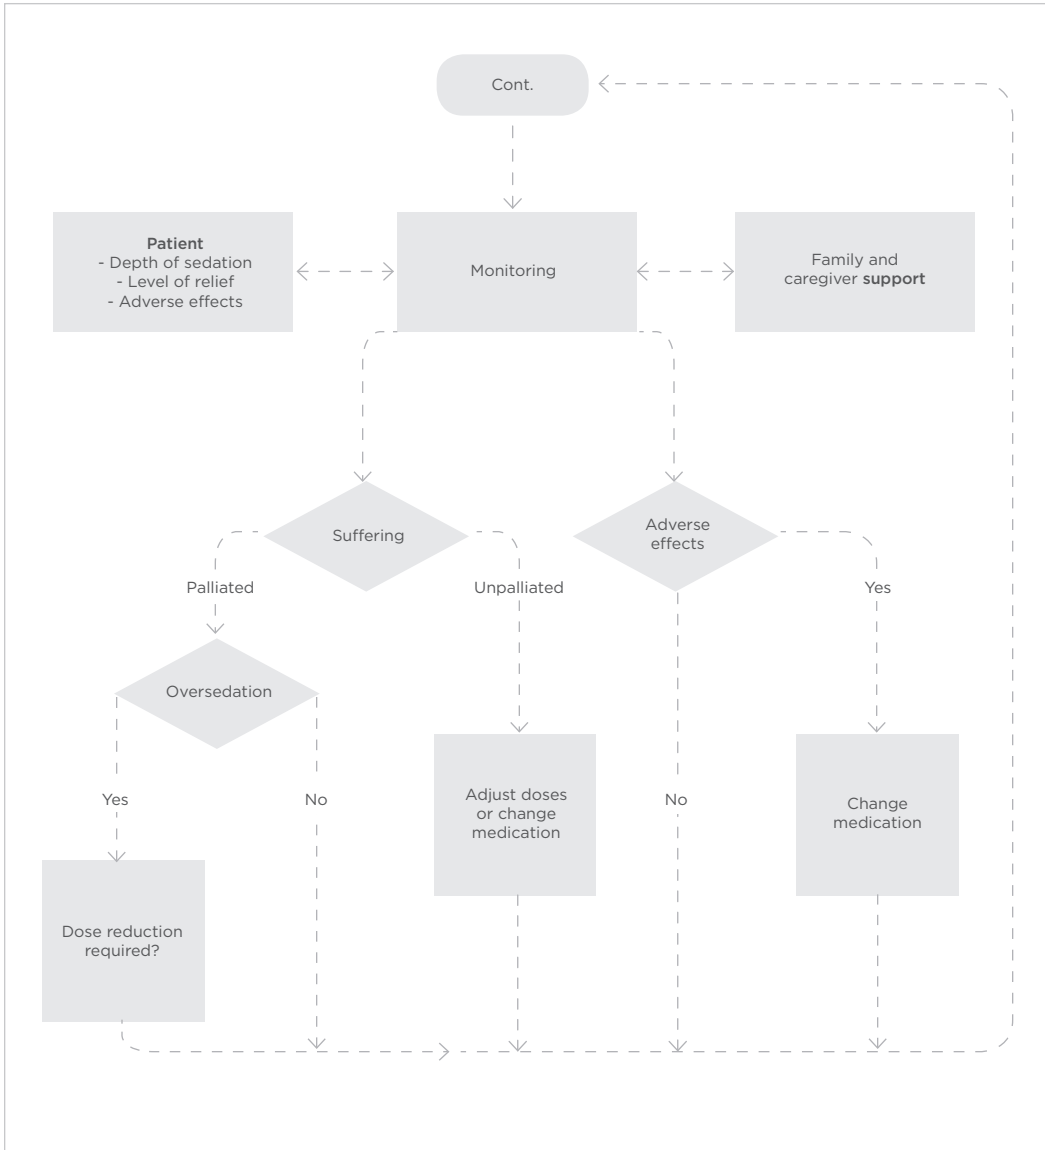 Cont.
Patient
- Depth of sedation
- Level of relief
- Adverse effects
Monitoring
Family and
caregiver support
Suffering
Adverse
effects
Palliated
Unpalliated
Yes
Oversedation
Yes
No
Adjust doses
or change
medication
No
Change
medication
Dose reduction
required?